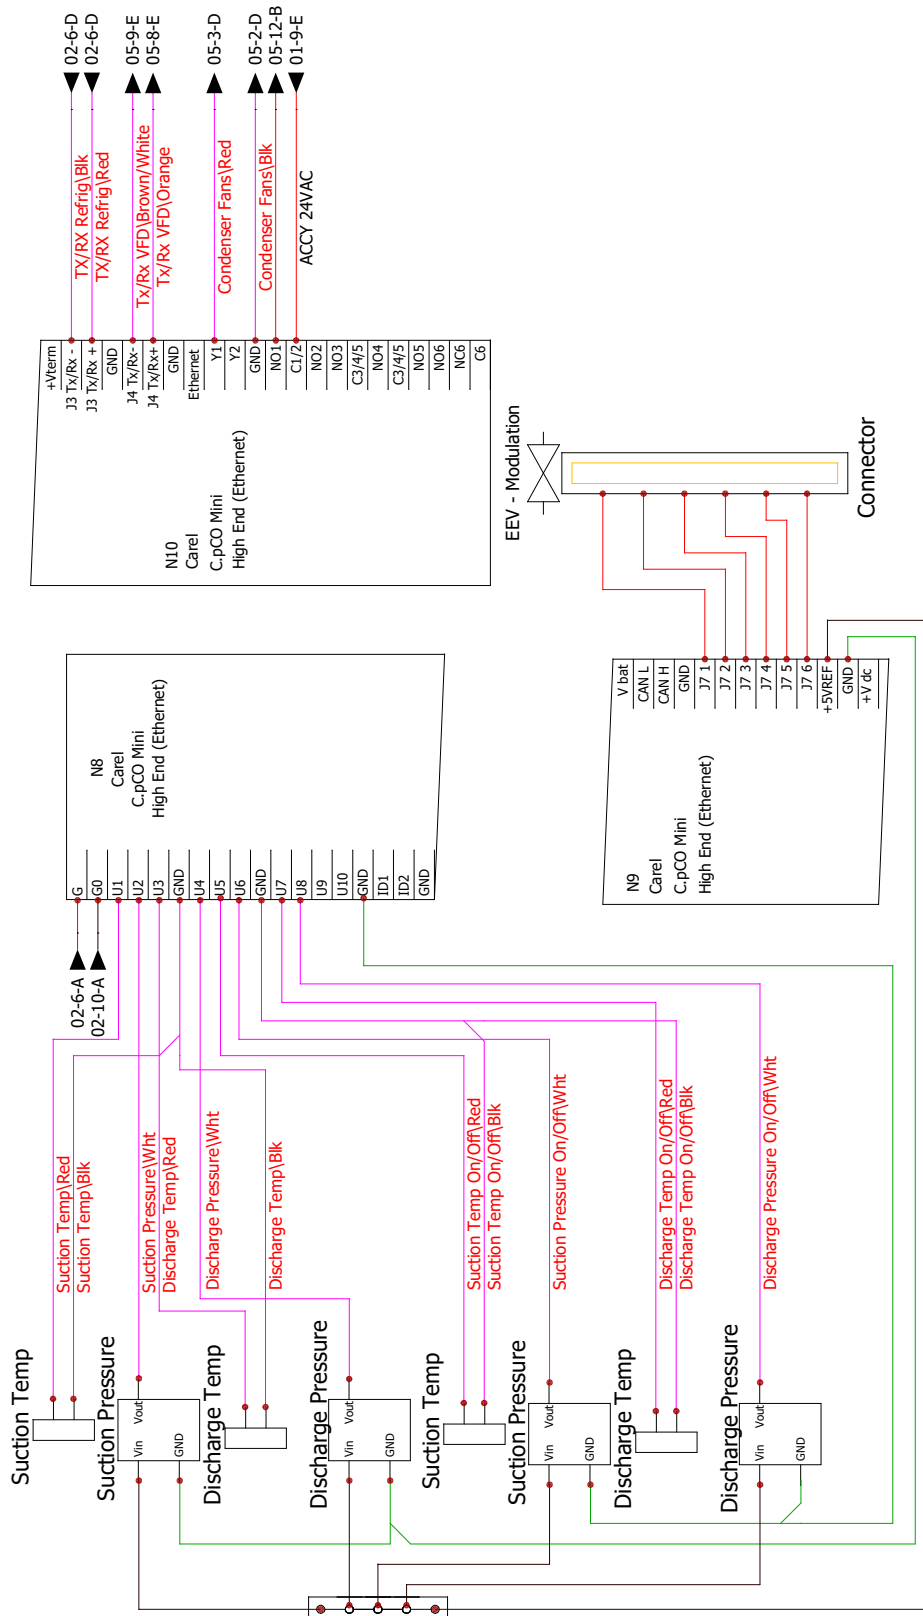 02-6-D
02-6-D
05-9-E
05-8-E
05-3-D
05-2-D
05-12-B
01-9-E
TX/RX Refrig\Blk
TX/RX Refrig\Red
Tx/Rx VFD\Brown/White
Tx/Rx VFD\Orange
Condenser Fans\Red
Condenser Fans\Blk
ACCY 24VAC
+Vterm
J3 Tx/Rx -
J3 Tx/Rx +
GND
J4 Tx/Rx-
J4 Tx/Rx+
GND
Ethernet
Y1
Y2
GND
NO1
C1/2
NO2
NO3
C3/4/5
NO4
C3/4/5
NO5
NO6
NC6
C6
N10
Carel
C.pCO Mini
High End (Ethernet)
EEV - Modulation
Connector
N8
Carel
C.pCO Mini
High End (Ethernet)
G
G0
U1
U2
U3
GND
U4
U5
U6
GND
U7
U8
U9
U10
GND
ID1
ID2
GND
02-6-A
02-10-A
V bat
CAN L
CAN H
GND
J7 1
J7 2
J7 3
J7 4
J7 5
J7 6
+5VREF
GND
+V dc
N9
Carel
C.pCO Mini
High End (Ethernet)
Suction Temp\Red
Suction Temp\Blk
Suction Pressure\Wht
Discharge Temp\Red
Discharge Pressure\Wht
Discharge Temp\Blk
Suction Temp On/Off\Red
Suction Temp On/Off\Blk
Suction Pressure On/Off\Wht
Discharge Temp On/Off\Red
Discharge Temp On/Off\Blk
Discharge Pressure On/Off\Wht
Suction Temp
Suction Pressure
Vin
Vout
GND
Discharge Temp
Discharge Pressure
Vin
Vout
GND
Suction Temp
Suction Pressure
Vin
Vout
GND
Discharge Temp
Discharge Pressure
Vin
Vout
GND